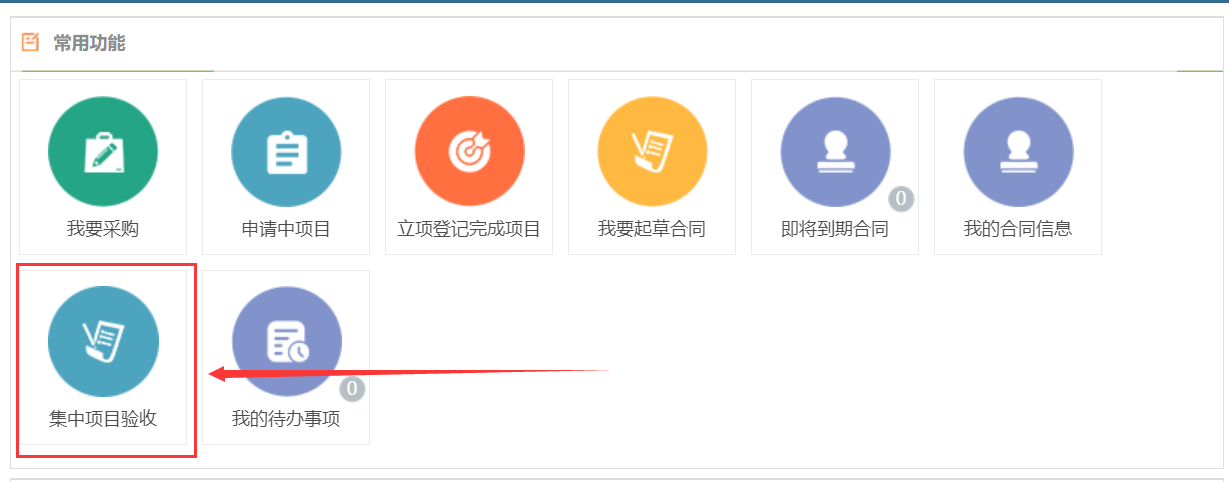 常用功能
我要采购
申请中项目
立项登记完成项目
我要起草合同
0
即将到期合同
我的合同信息
集中项目验收
0
我的待办事项